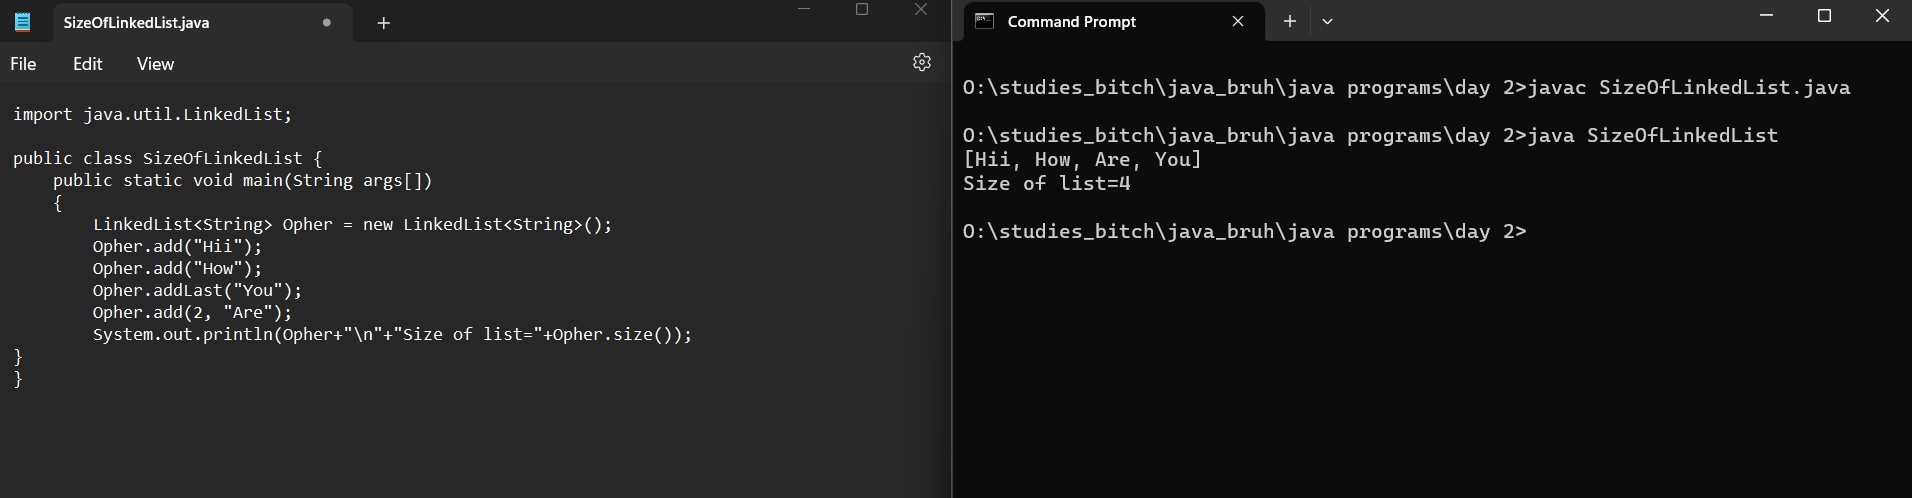 SizeOfLinkedList.java
File Edit View
import java.util.LinkedList;
public class SizeOfLinkedList {
    public static void main(String args[])
    {
        LinkedList<String> Opher = new LinkedList<String>();
        Opher.add("Hii");
        Opher.add("How");
        Opher.addLast("You");
        Opher.add(2, "Are");
        System.out.println(Opher+"\n"+"Size of list="+Opher.size());
}
}
Command Prompt
O:\studies_bitch\java_bruh\java programs\day 2>javac SizeOfLinkedList.java
O:\studies_bitch\java_bruh\java programs\day 2>java SizeOfLinkedList
[Hii, How, Are, You]
Size of list=4
O:\studies_bitch\java_bruh\java programs\day 2>